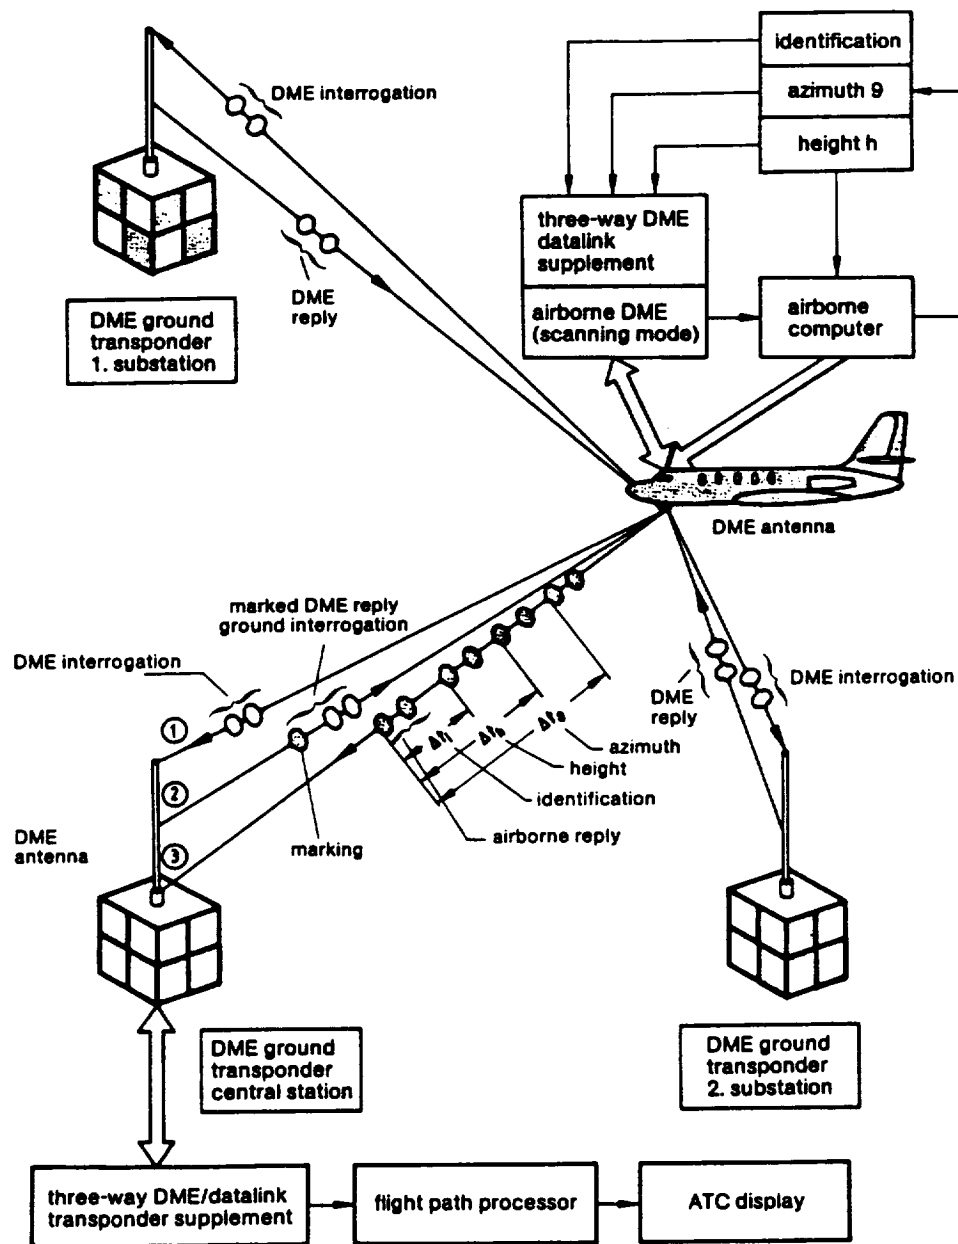 DME interrogation
identification
azimuth 9
height h
DME
reply
three-way DME
datalink
supplement
airborne DME
(scanning mode)
airborne
computer
DME ground
transponder
1. substation
DME antenna
marked DME reply
ground interrogation
DME interrogation
DME
reply
DME interrogation
1
2
3
Δt₁
Δtₕ
azimuth
height
identification
airborne reply
marking
DME
antenna
DME ground
transponder
central station
DME ground
transponder
2. substation
three-way DME/datalink
transponder supplement
flight path processor
ATC display